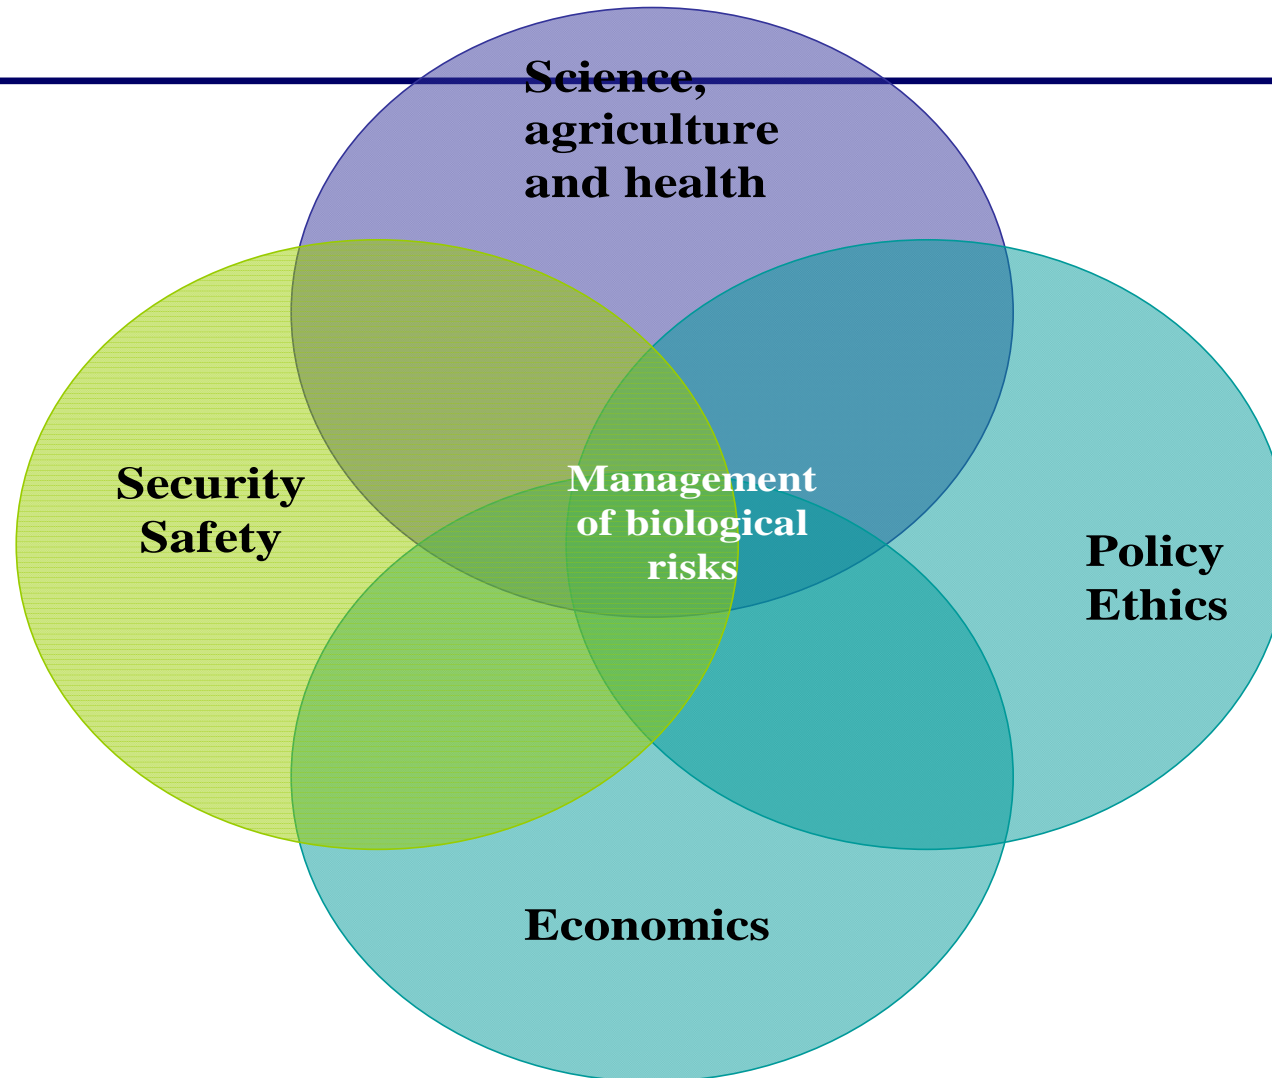 Science,
agriculture
and health
Security
Safety
Management
of biological
risks
Policy
Ethics
Economics